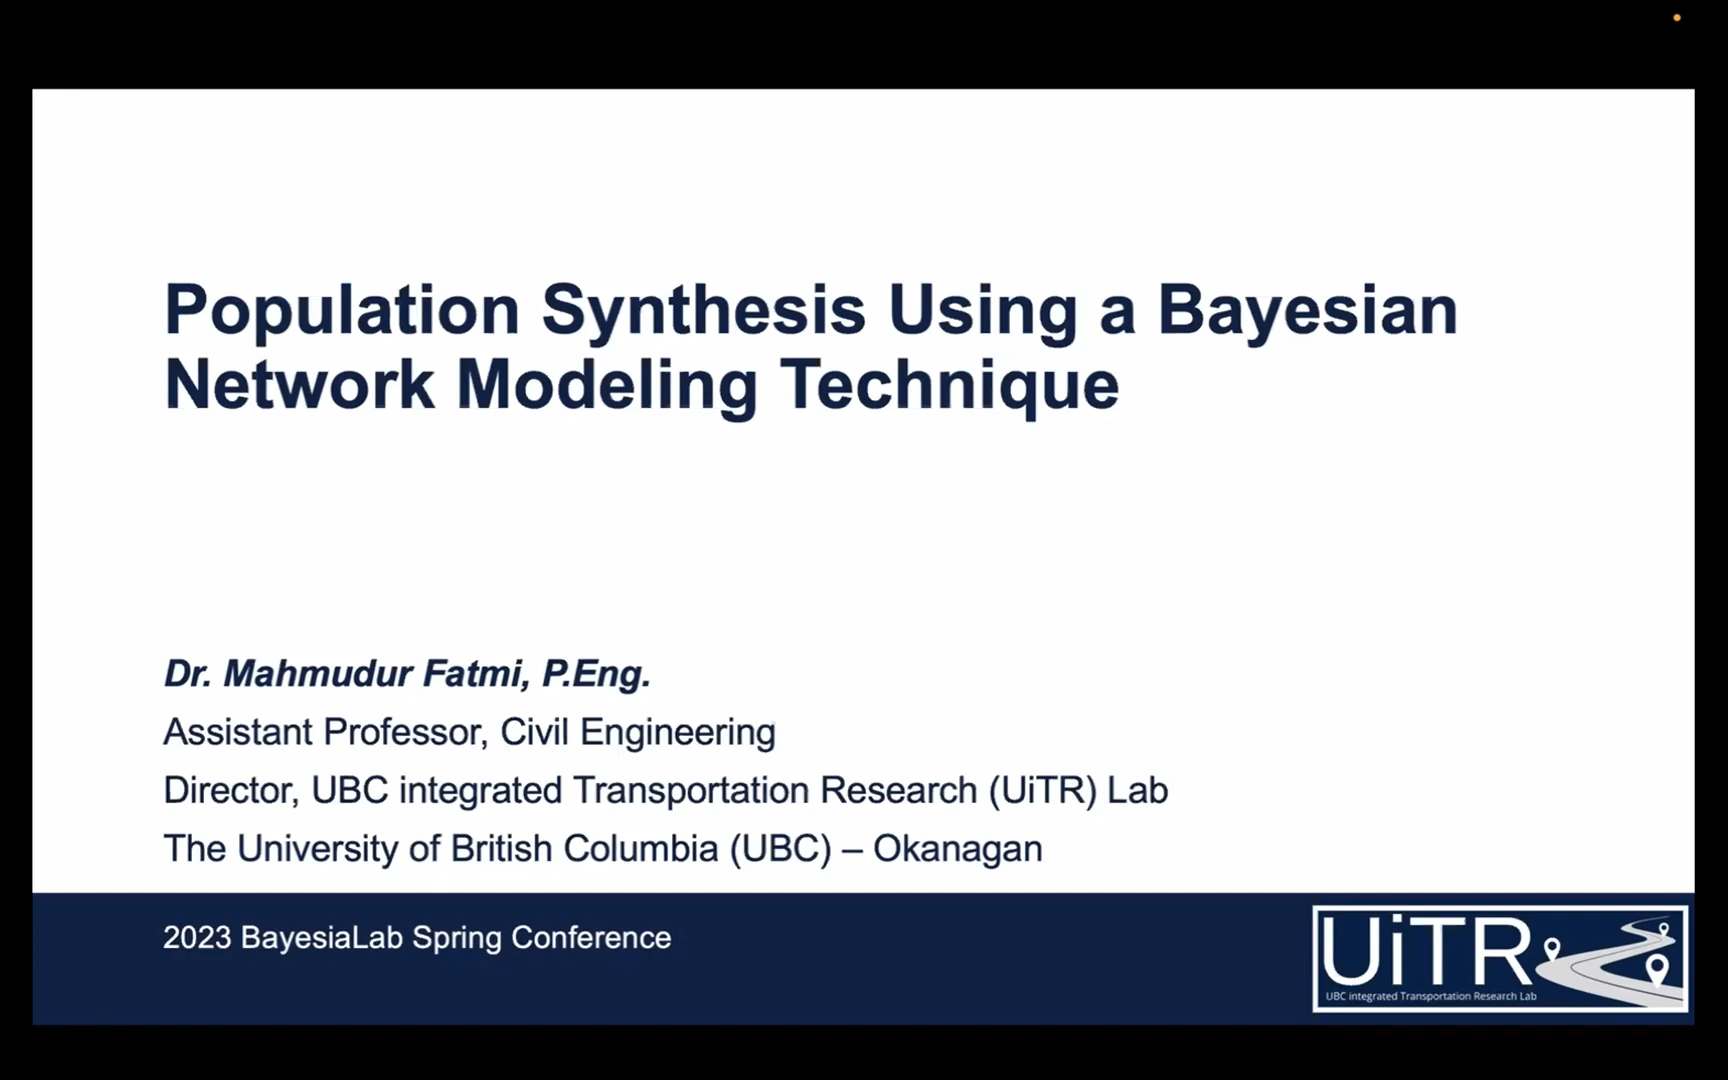 Population Synthesis Using a Bayesian
Network Modeling Technique
Dr. Mahmudur Fatmi, P.Eng.
Assistant Professor, Civil Engineering
Director, UBC integrated Transportation Research (UiTR) Lab
The University of British Columbia (UBC) – Okanagan
2023 BayesiaLab Spring Conference
UiTR
UBC integrated Transportation Research Lab